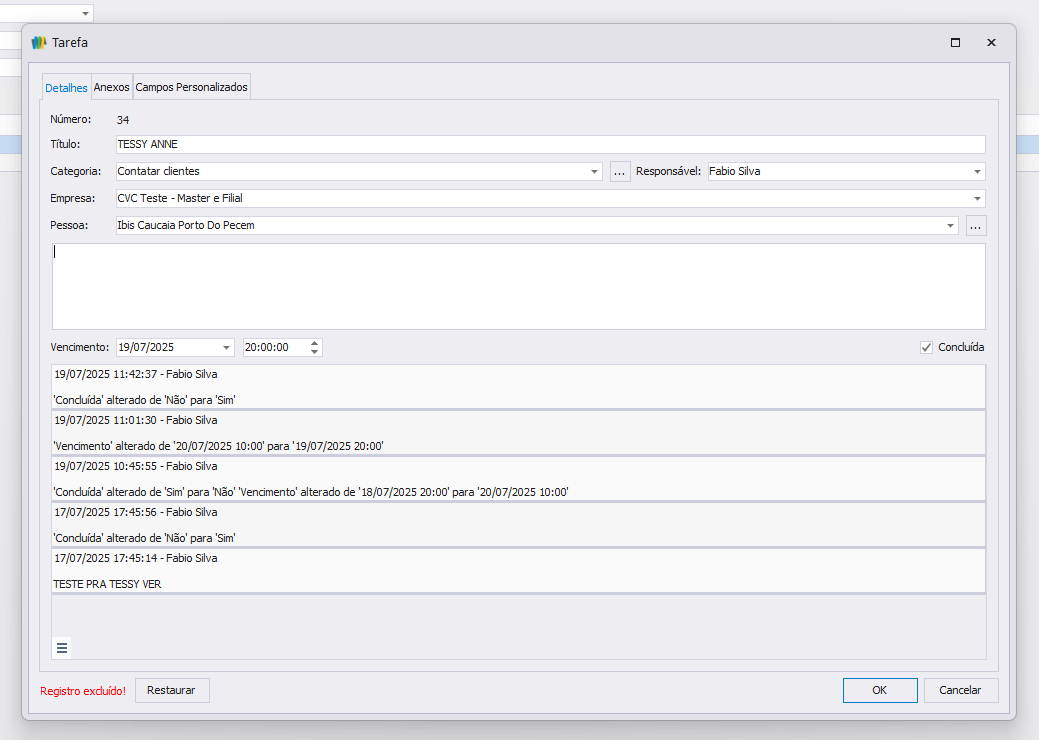 Tarefa
Detalhes Anexos Campos Personalizados
Número: 34
Título: TESSY ANNE
Categoria: Contatar clientes ... Responsável: Fabio Silva
Empresa: CVC Teste - Master e Filial
Pessoa: Ibis Caucaia Porto Do Pecem ...
Vencimento: 19/07/2025 20:00:00 Concluída
19/07/2025 11:42:37 - Fabio Silva
'Concluída' alterado de 'Não' para 'Sim'
19/07/2025 11:01:30 - Fabio Silva
'Vencimento' alterado de '20/07/2025 10:00' para '19/07/2025 20:00'
19/07/2025 10:45:55 - Fabio Silva
'Concluída' alterado de 'Sim' para 'Não' 'Vencimento' alterado de '18/07/2025 20:00' para '20/07/2025 10:00'
17/07/2025 17:45:56 - Fabio Silva
'Concluída' alterado de 'Não' para 'Sim'
17/07/2025 17:45:14 - Fabio Silva
TESTE PRA TESSY VER
Registro excluído! Restaurar OK Cancelar